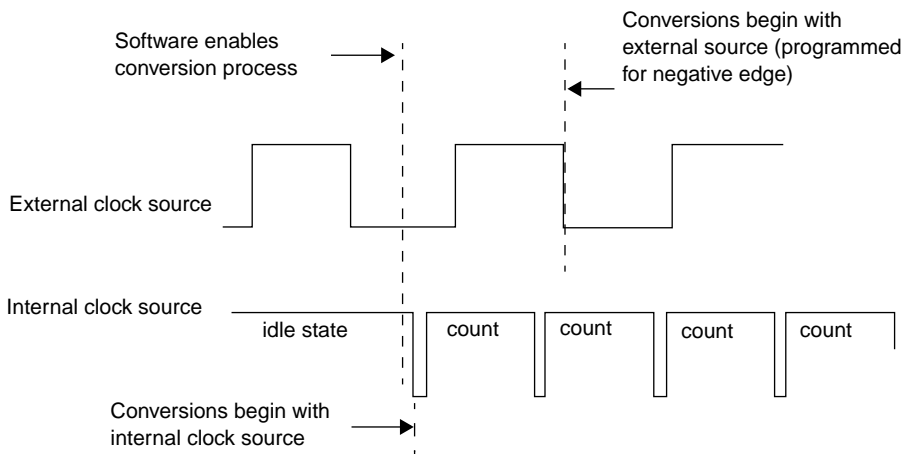 Software enables
conversion process
Conversions begin with
external source (programmed
for negative edge)
External clock source
Internal clock source
idle state
count
count
count
count
Conversions begin with
internal clock source